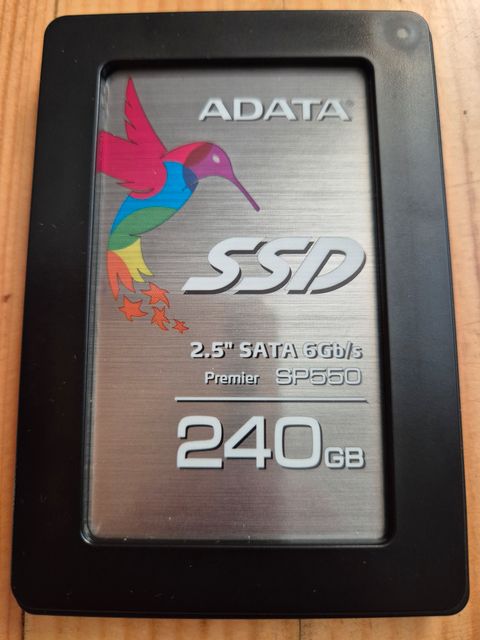 ADATA®
SSD
2.5" SATA 6Gb/s
Premier SP550
240GB